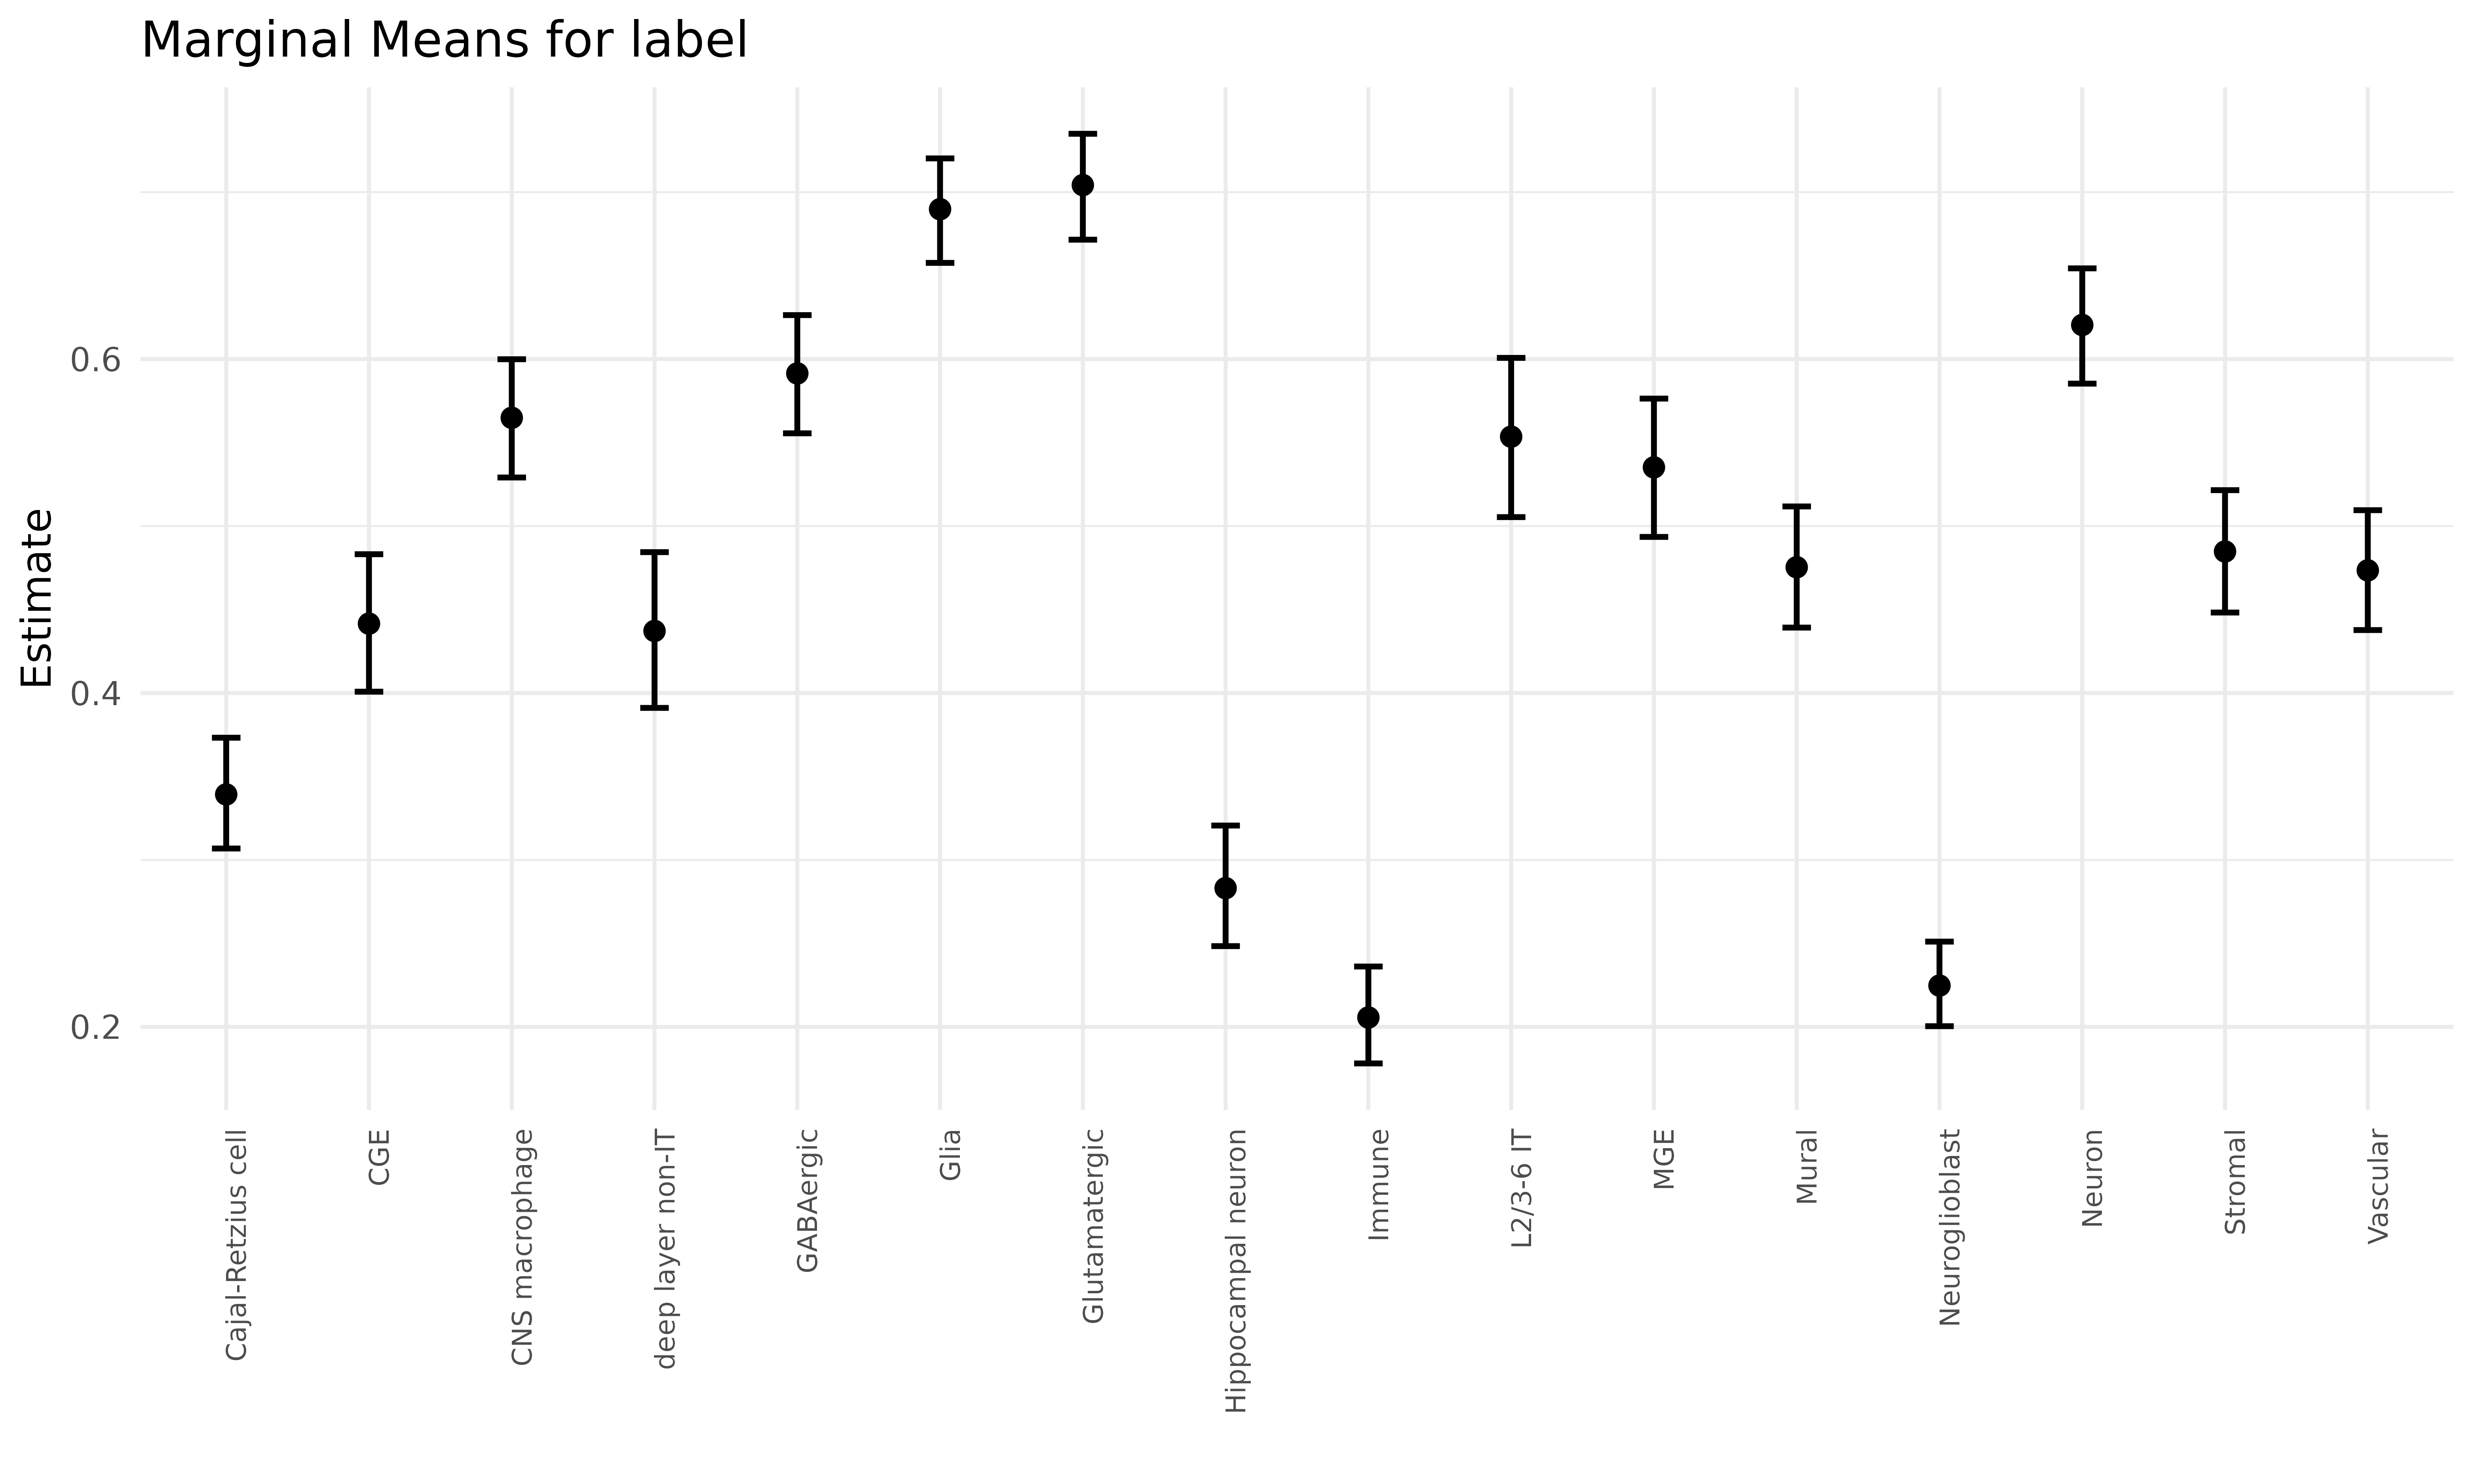 Marginal Means for label
Estimate
0.6
0.4
0.2
Cajal-Retzius cell
CGE
CNS macrophage
deep layer non-IT
GABAergic
Glia
Glutamatergic
Hippocampal neuron
Immune
L2/3-6 IT
MGE
Mural
Neuroglioblast
Neuron
Stromal
Vascular